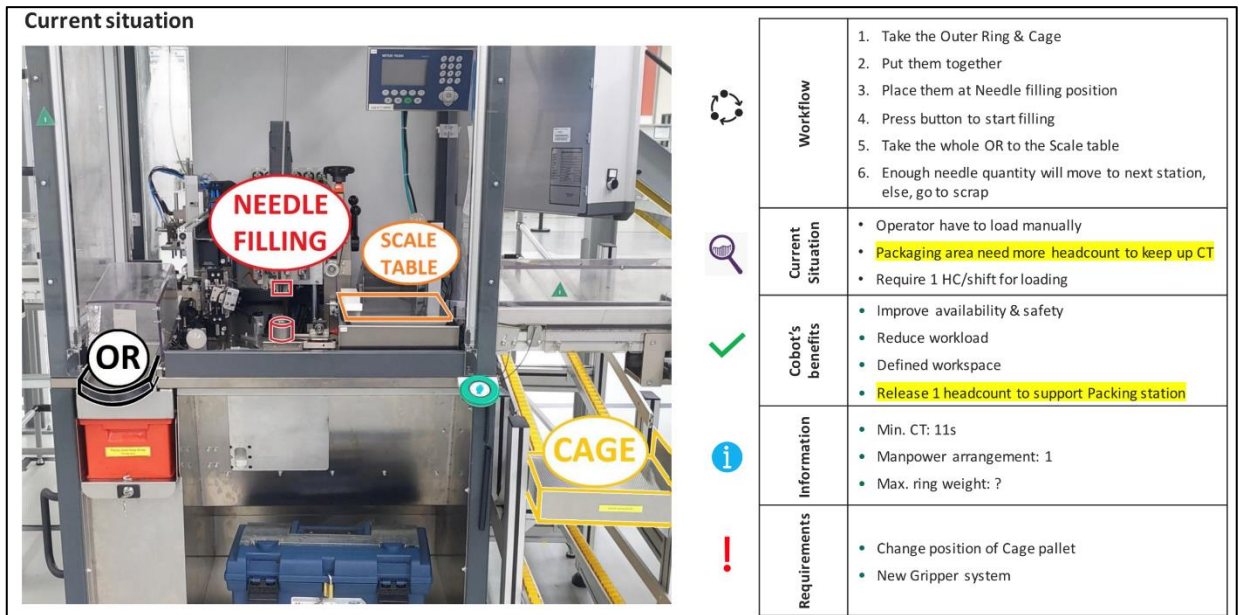 Current situation
METTLER TOLEDO
NEEDLE
FILLING
SCALE
TABLE
OR
CAGE
Workflow
1. Take the Outer Ring & Cage
2. Put them together
3. Place them at Needle filling position
4. Press button to start filling
5. Take the whole OR to the Scale table
6. Enough needle quantity will move to next station,
else, go to scrap
Current
Situation
• Operator have to load manually
• Packaging area need more headcount to keep up CT
• Require 1 HC/shift for loading
Cobot's
benefits
• Improve availability & safety
• Reduce workload
• Defined workspace
• Release 1 headcount to support Packing station
Information
• Min. CT: 11s
• Manpower arrangement: 1
• Max. ring weight: ?
Requirements
• Change position of Cage pallet
• New Gripper system